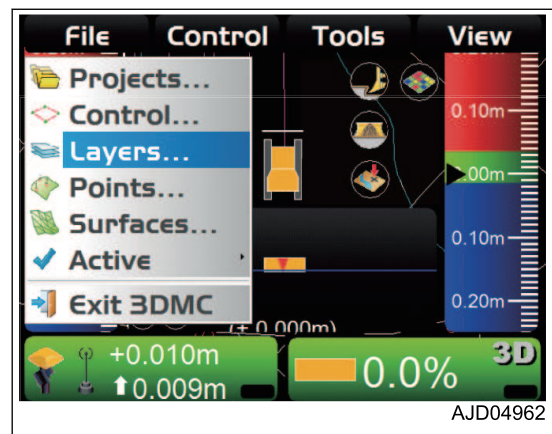 File Control Tools View
Projects...
Control...
Layers...
Points...
Surfaces...
Active
Exit 3DMC
0.10m
.00m
0.10m
0.20m
(± 0.000m)
+0.010m
0.009m
0.0%
3D
AJD04962